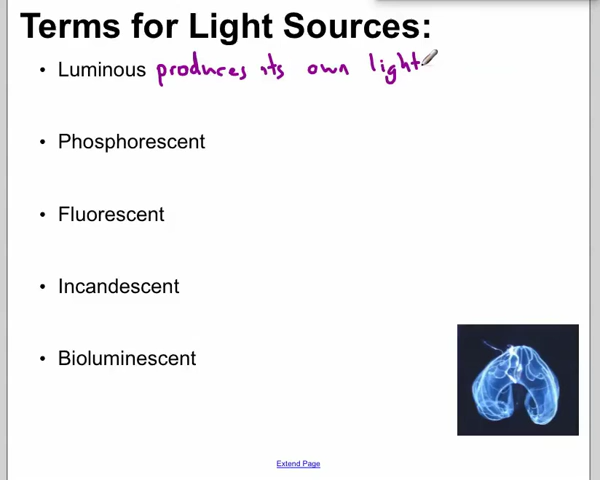 Terms for Light Sources:
• Luminous produces its own light
• Phosphorescent
• Fluorescent
• Incandescent
• Bioluminescent
Extend Page